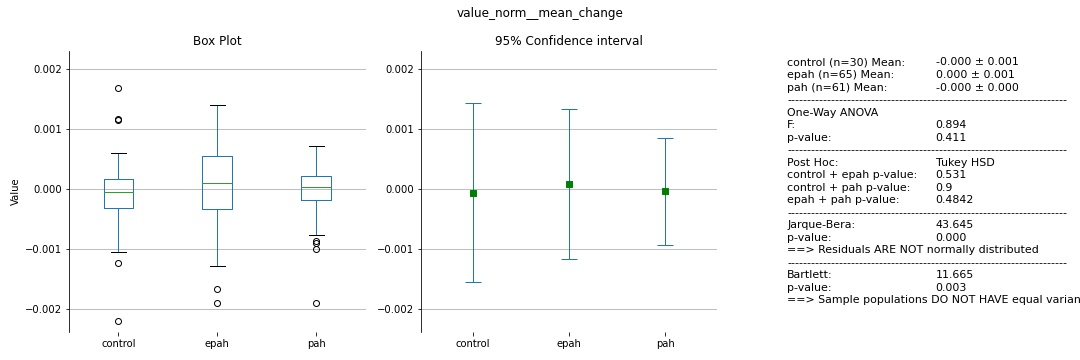 value_norm__mean_change
Box Plot
Value
0.002
0.001
0.000
−0.001
−0.002
control epah pah
95% Confidence interval
0.002
0.001
0.000
−0.001
−0.002
control epah pah
control (n=30) Mean: -0.000 ± 0.001
epah (n=65) Mean: 0.000 ± 0.001
pah (n=61) Mean: -0.000 ± 0.000
One-Way ANOVA
F: 0.894
p-value: 0.411
Post Hoc: Tukey HSD
control + epah p-value: 0.531
control + pah p-value: 0.9
epah + pah p-value: 0.4842
Jarque-Bera: 43.645
p-value: 0.000
==> Residuals ARE NOT normally distributed
Bartlett: 11.665
p-value: 0.003
==> Sample populations DO NOT HAVE equal varian